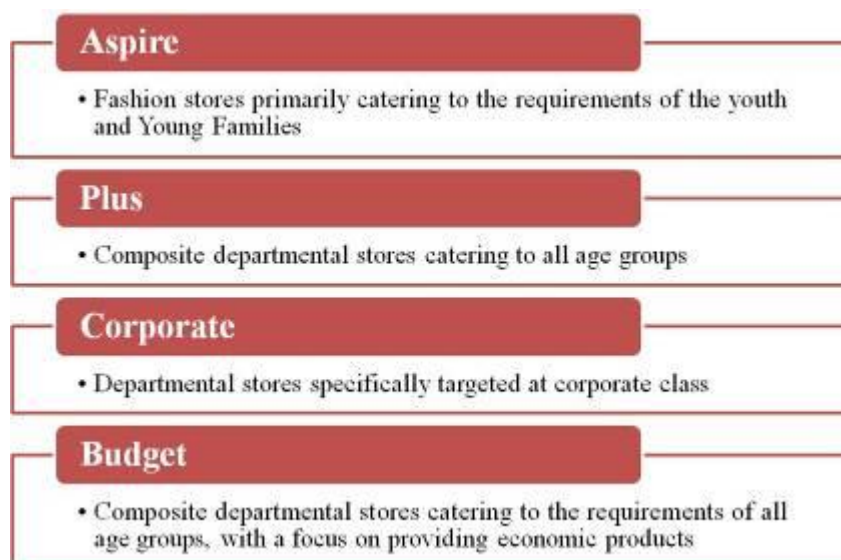 Aspire
• Fashion stores primarily catering to the requirements of the youth
and Young Families
Plus
• Composite departmental stores catering to all age groups
Corporate
• Departmental stores specifically targeted at corporate class
Budget
• Composite departmental stores catering to the requirements of all
age groups, with a focus on providing economic products